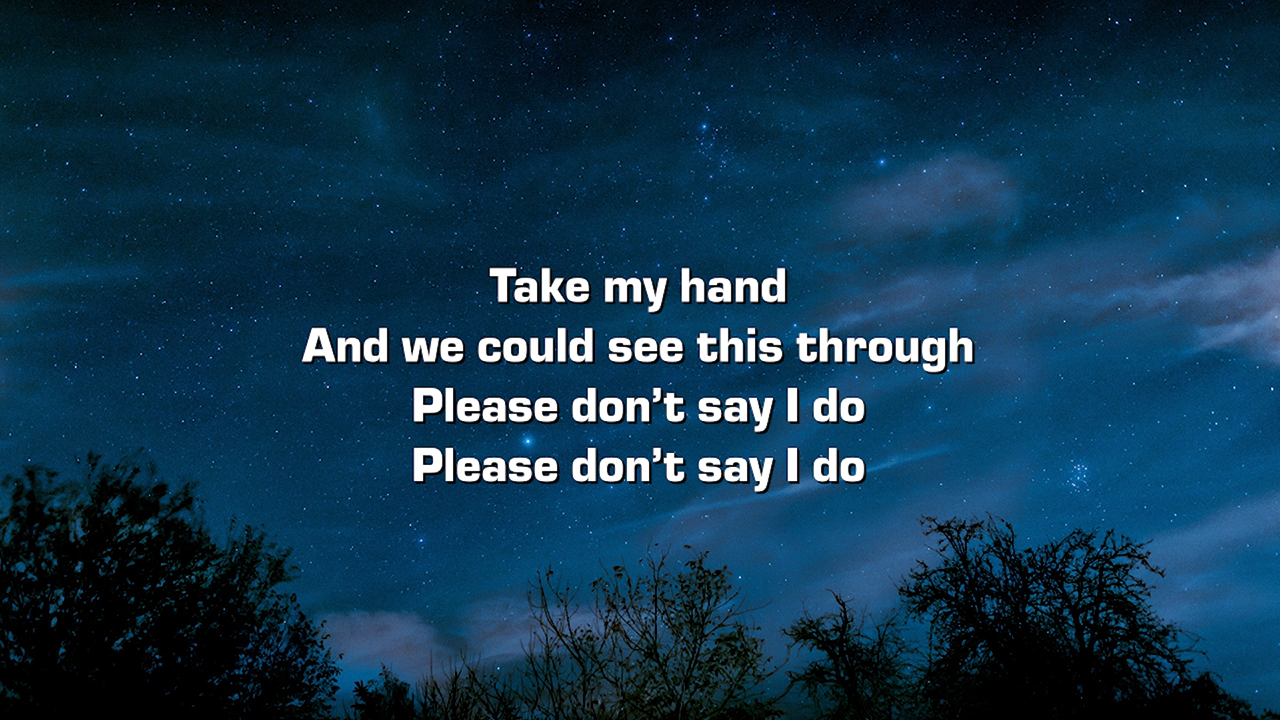 Take my hand
And we could see this through
Please don’t say I do
Please don’t say I do